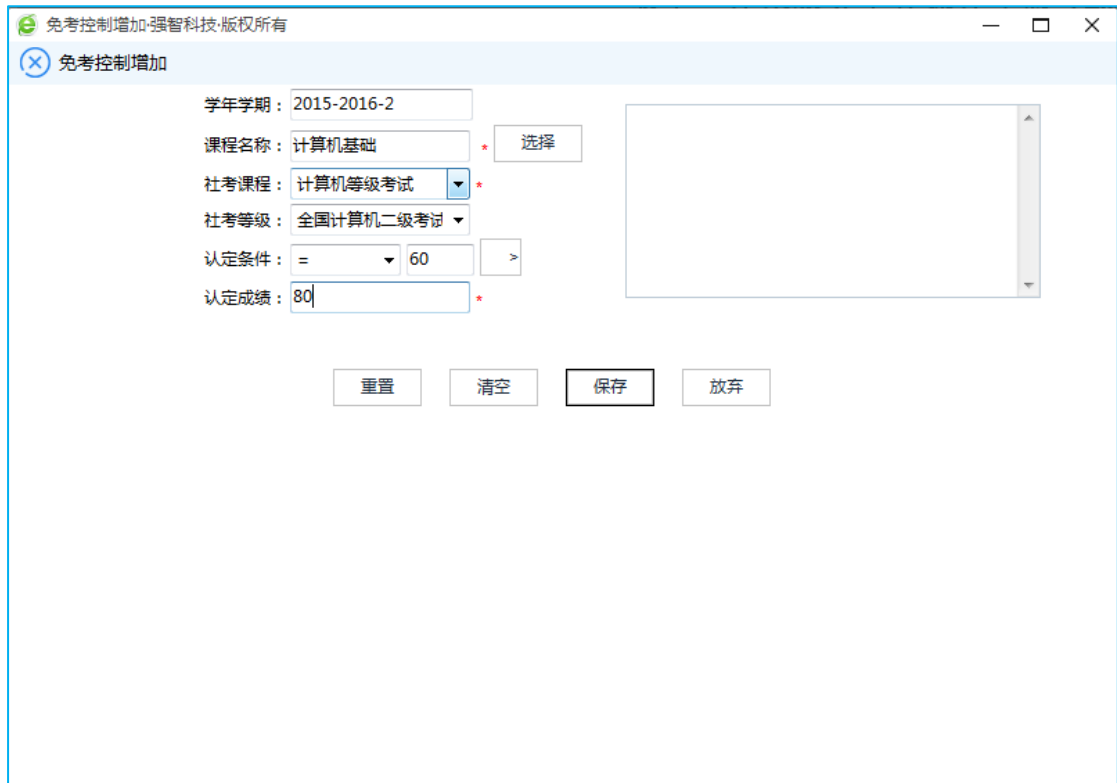 免考控制增加·强智科技·版权所有
免考控制增加
学年学期： 2015-2016-2
课程名称： 计算机基础 * 选择
社考课程： 计算机等级考试 *
社考等级： 全国计算机二级考试
认定条件： = 60 >
认定成绩： 80 *
重置 清空 保存 放弃